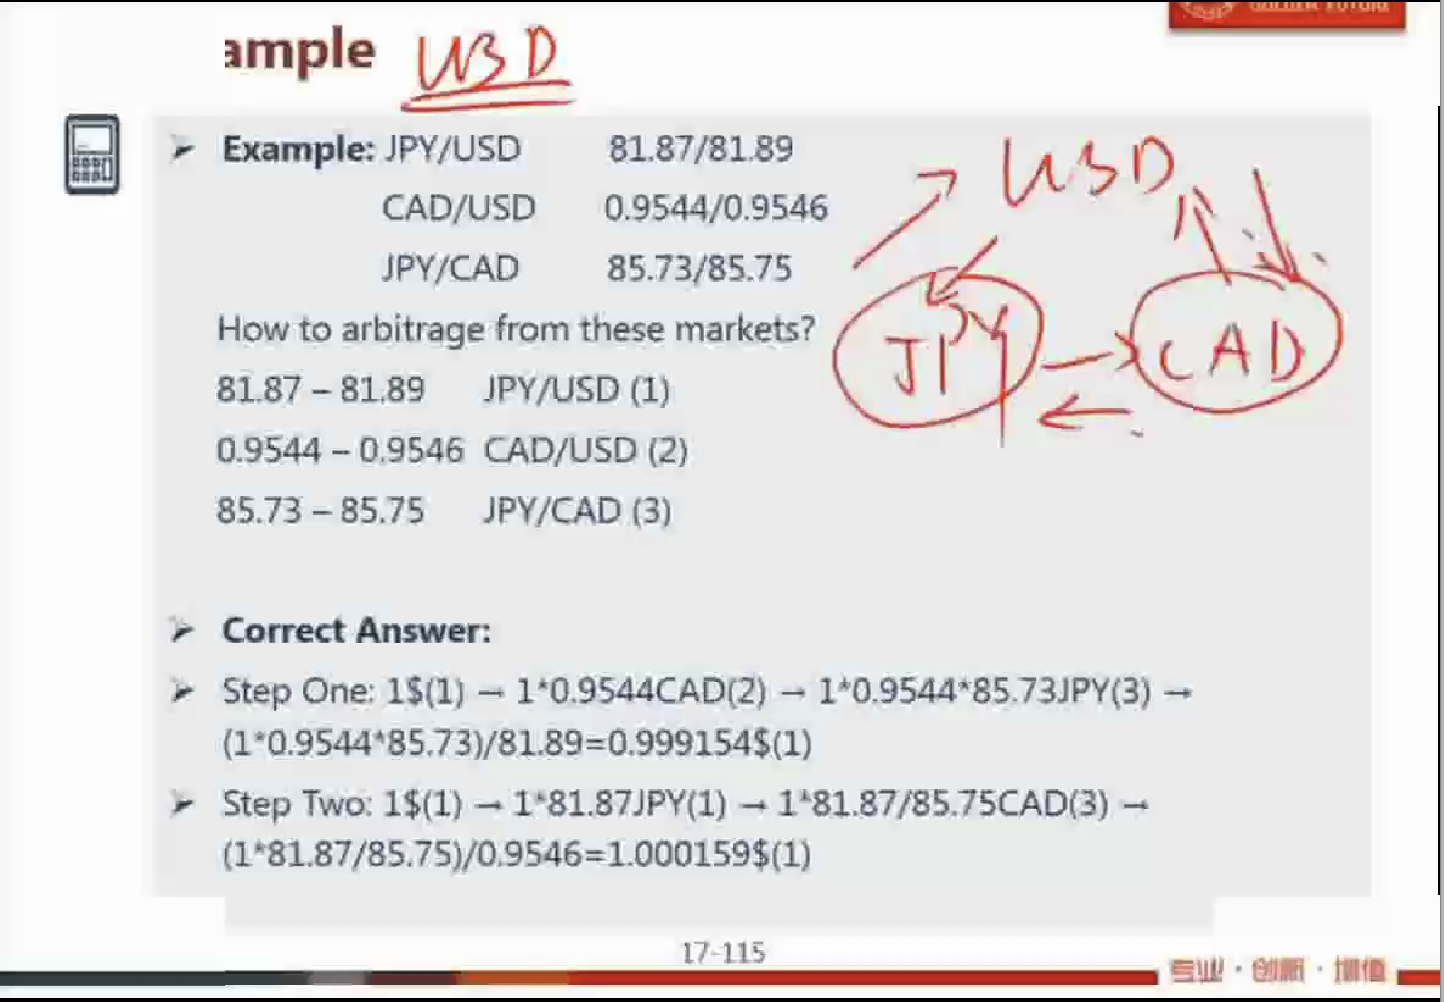 ample USD
Example: JPY/USD 81.87/81.89
CAD/USD 0.9544/0.9546
JPY/CAD 85.73/85.75
USD
JPY CAD
How to arbitrage from these markets?
81.87 – 81.89 JPY/USD (1)
0.9544 – 0.9546 CAD/USD (2)
85.73 – 85.75 JPY/CAD (3)
Correct Answer:
Step One: 1$(1) → 1*0.9544CAD(2) → 1*0.9544*85.73JPY(3) →
(1*0.9544*85.73)/81.89=0.999154$(1)
Step Two: 1$(1) → 1*81.87JPY(1) → 1*81.87/85.75CAD(3) →
(1*81.87/85.75)/0.9546=1.000159$(1)
17-115
专业·创新·增值